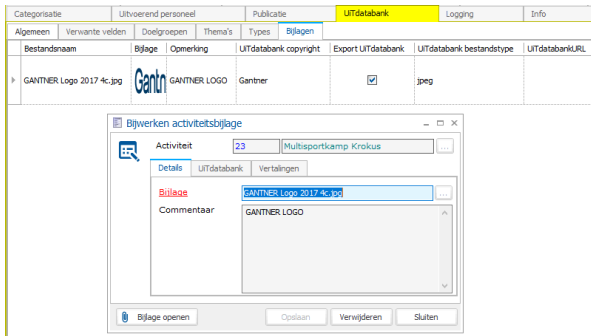 Categorisatie Uitvoerend personeel Publicatie UiTdatabank Logging Info
Algemeen Verwante velden Doelgroepen Thema's Types Bijlagen
Bestandsnaam Bijlage Opmerking UiTdatabank copyright Export UiTdatabank UiTdatabank bestandstype UiTdatabankURL
GANTNER Logo 2017 4c.jpg Gantn GANTNER LOGO Gantner jpeg
Bijwerken activiteitsbijlage
Activiteit 23 Multisportkamp Krokus ...
Details UiTdatabank Vertalingen
Bijlage GANTNER Logo 2017 4c.jpg ...
Commentaar GANTNER LOGO
Bijlage openen Opslaan Verwijderen Sluiten